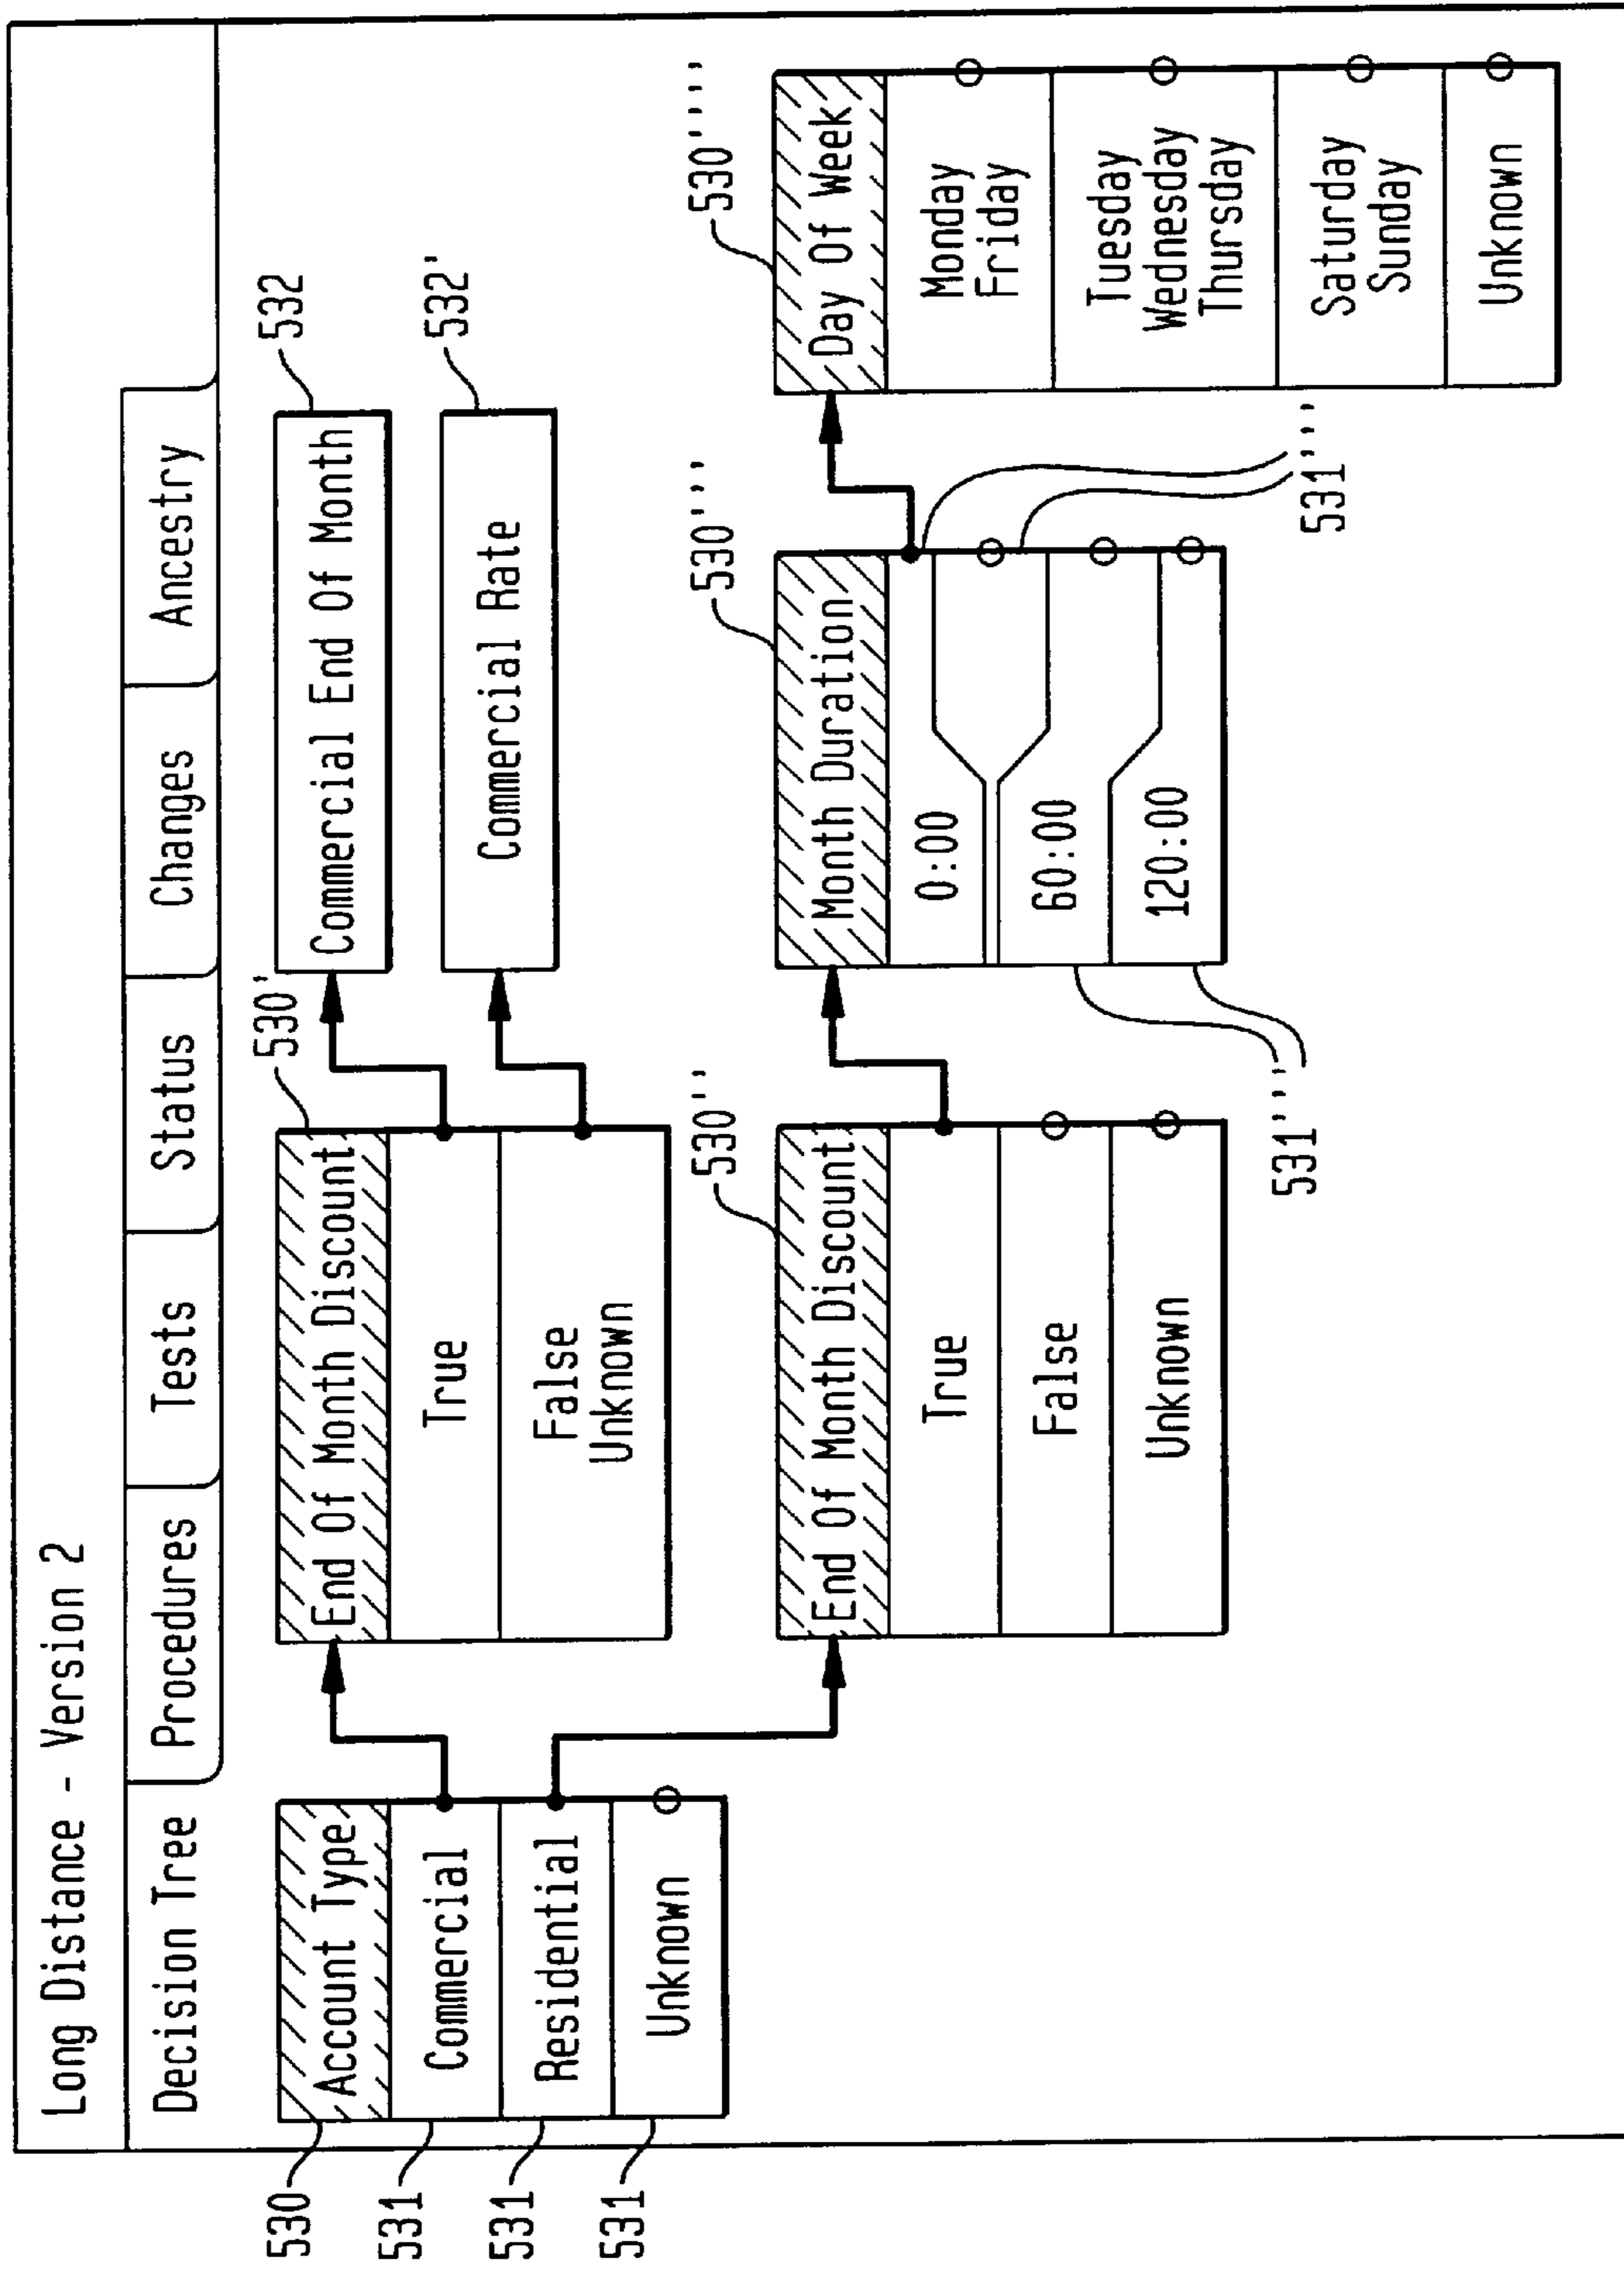 Long Distance - Version 2
Decision Tree
Procedures
Tests
Status
Changes
Ancestry
530
Account Type
531
Commercial
531
Residential
531
Unknown
530'
End Of Month Discount
True
False
Unknown
532
Commercial End Of Month
532'
Commercial Rate
530''
End Of Month Discount
True
False
Unknown
530'''
Month Duration
0:00
60:00
120:00
531'''
531'''
530''''
Day Of Week
Monday
Friday
Tuesday
Wednesday
Thursday
Saturday
Sunday
Unknown